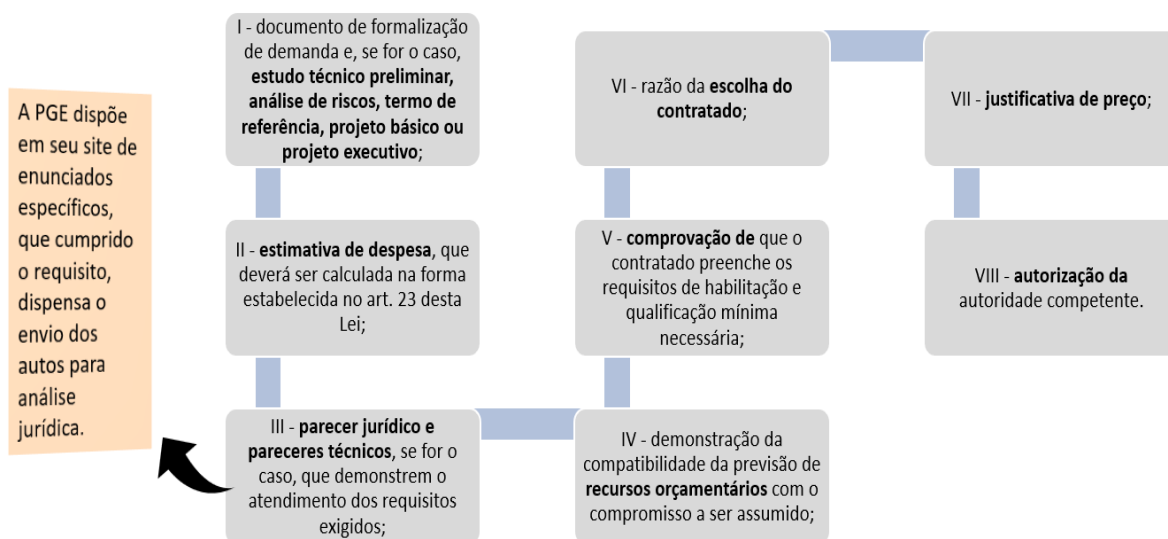 A PGE dispõe
em seu site de
enunciados
específicos,
que cumprido
o requisito,
dispensa o
envio dos
autos para
análise
jurídica.
I - documento de formalização
de demanda e, se for o caso,
estudo técnico preliminar,
análise de riscos, termo de
referência, projeto básico ou
projeto executivo;
II - estimativa de despesa, que
deverá ser calculada na forma
estabelecida no art. 23 desta
Lei;
III - parecer jurídico e
pareceres técnicos, se for o
caso, que demonstrem o
atendimento dos requisitos
exigidos;
IV - demonstração da
compatibilidade da previsão de
recursos orçamentários com o
compromisso a ser assumido;
V - comprovação de que o
contratado preenche os
requisitos de habilitação e
qualificação mínima
necessária;
VI - razão da escolha do
contratado;
VII - justificativa de preço;
VIII - autorização da
autoridade competente.